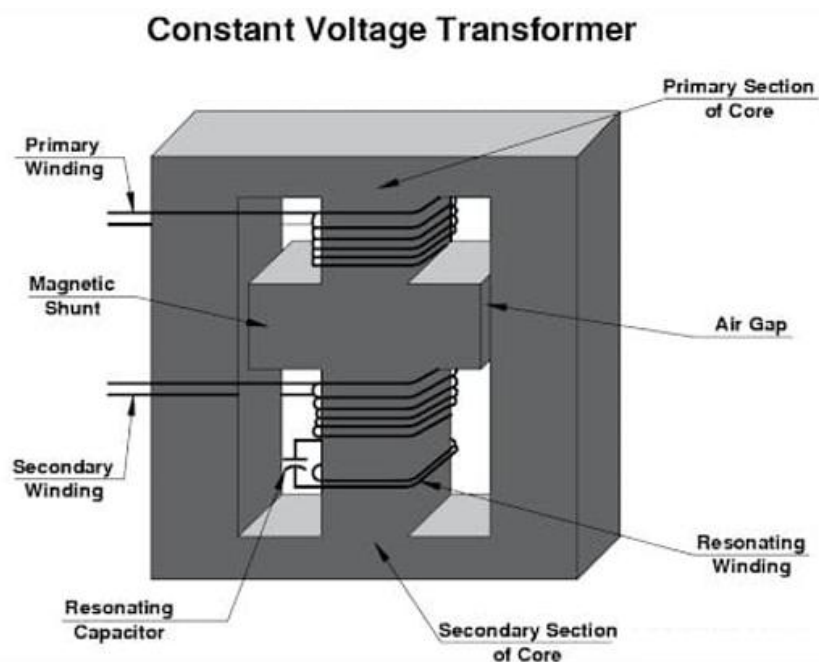 Constant Voltage Transformer
Primary Section
of Core
Primary
Winding
Magnetic
Shunt
Air Gap
Secondary
Winding
Resonating
Winding
Resonating
Capacitor
Secondary Section
of Core